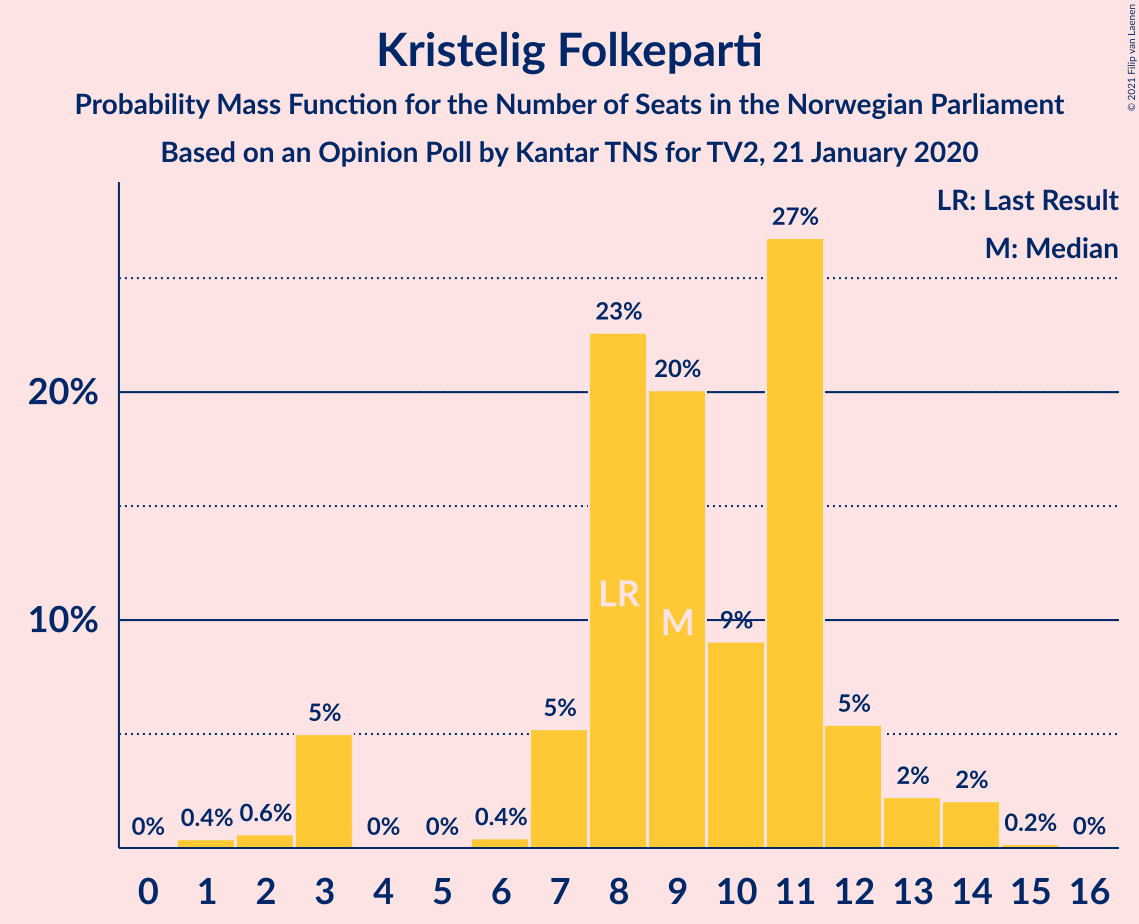 Kristelig Folkeparti
Probability Mass Function for the Number of Seats in the Norwegian Parliament
Based on an Opinion Poll by Kantar TNS for TV2, 21 January 2020
© 2021 Filip van Laenen
LR: Last Result
M: Median
27%
23%
20%
20%
LR
M
10%
9%
5%
5%
5%
2%
2%
0%
0.4%
0.6%
0%
0%
0.4%
0.2%
0%
0 1 2 3 4 5 6 7 8 9 10 11 12 13 14 15 16